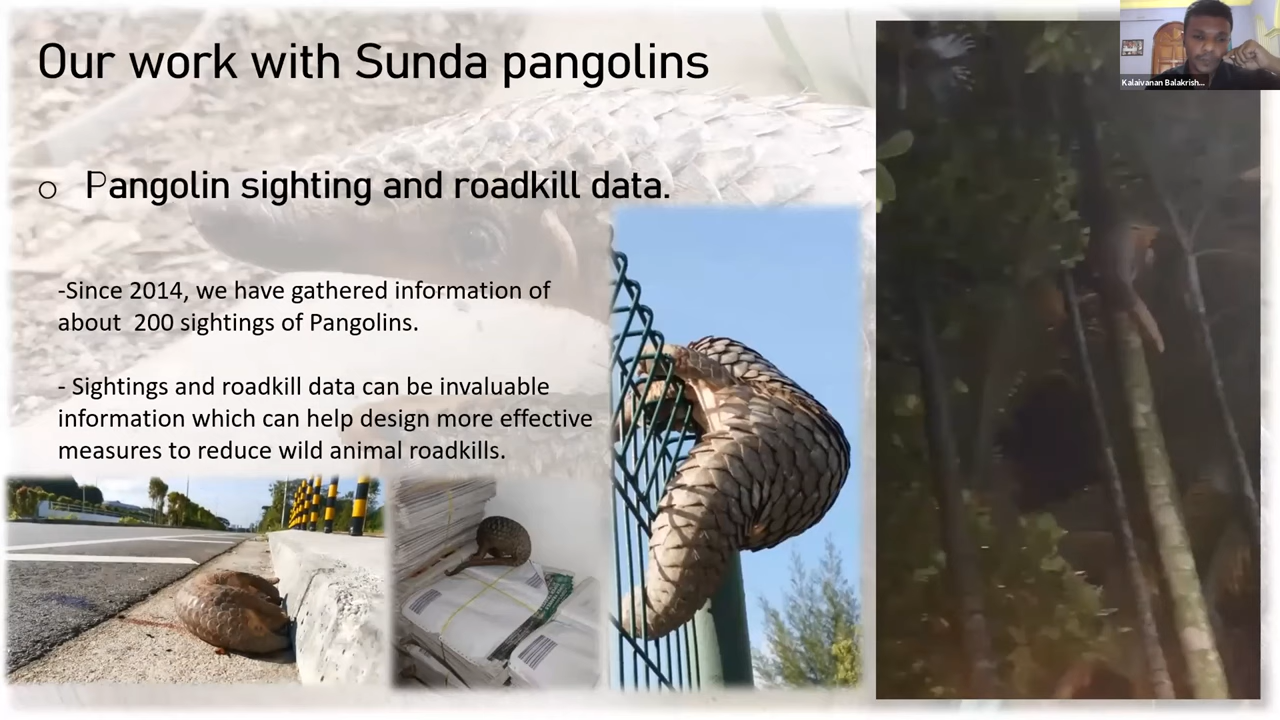 Our work with Sunda pangolins
Kalaivanan Balakrish...
o Pangolin sighting and roadkill data.
-Since 2014, we have gathered information of
about 200 sightings of Pangolins.
- Sightings and roadkill data can be invaluable
information which can help design more effective
measures to reduce wild animal roadkills.